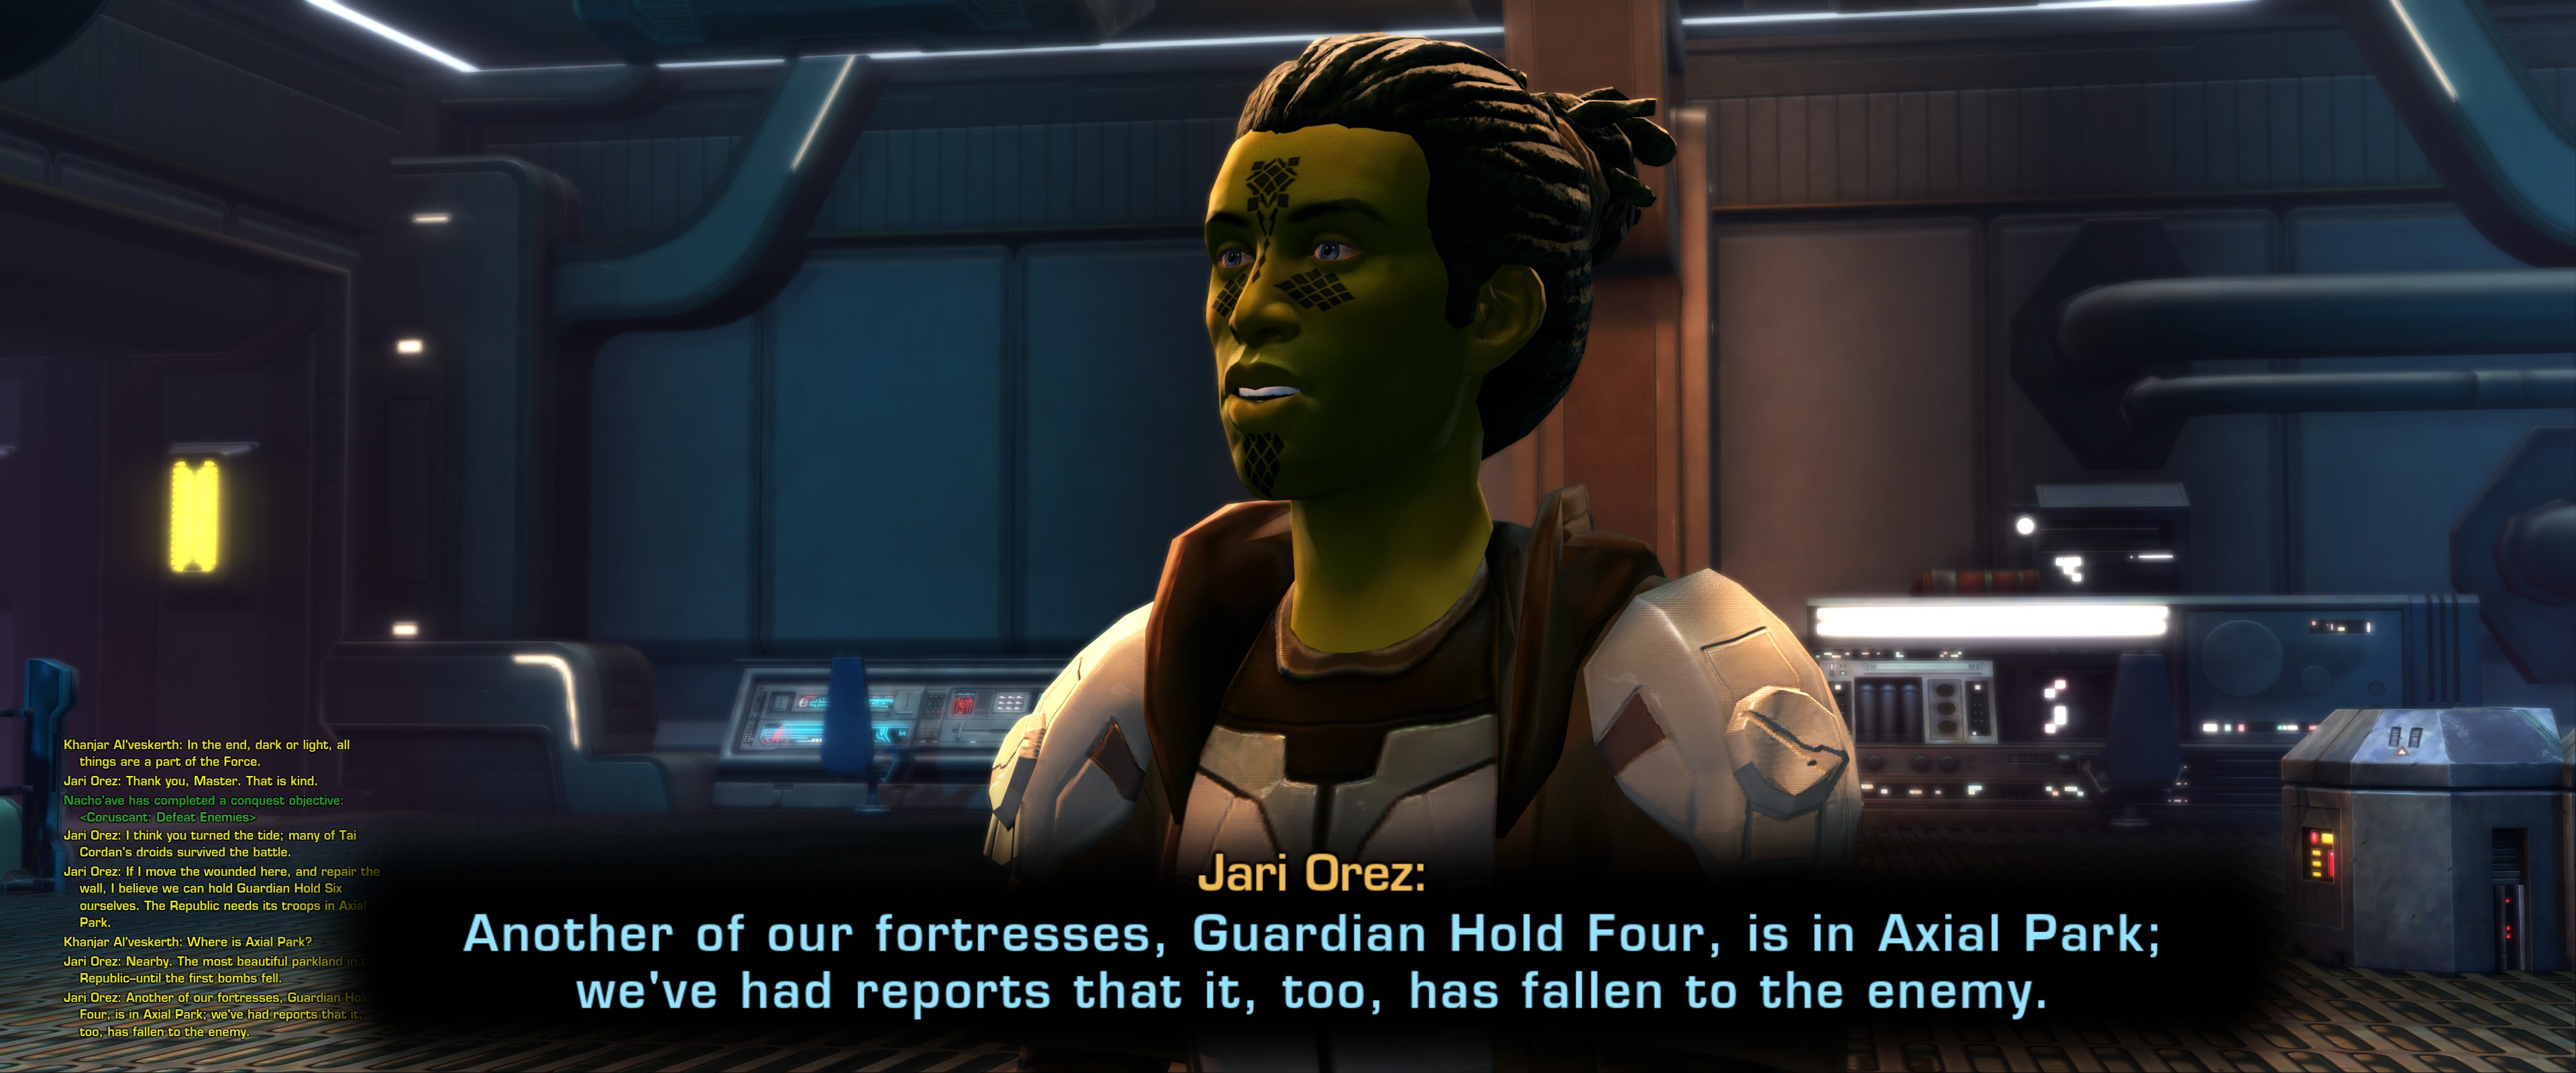 Khanjar Al'veskerth: In the end, dark or light, all
things are a part of the Force.
Jari Orez: Thank you, Master. That is kind.
Nacho'ave has completed a conquest objective:
<Coruscant: Defeat Enemies>
Jari Orez: I think you turned the tide; many of Tai
Cordan's droids survived the battle.
Jari Orez: If I move the wounded here, and repair the
wall, I believe we can hold Guardian Hold Six
ourselves. The Republic needs its troops in Axial
Park.
Khanjar Al'veskerth: Where is Axial Park?
Jari Orez: Nearby. The most beautiful parkland in
Republic–until the first bombs fell.
Jari Orez: Another of our fortresses, Guardian Hold
Four, is in Axial Park; we've had reports that it,
too, has fallen to the enemy.
Jari Orez:
Another of our fortresses, Guardian Hold Four, is in Axial Park;
we've had reports that it, too, has fallen to the enemy.